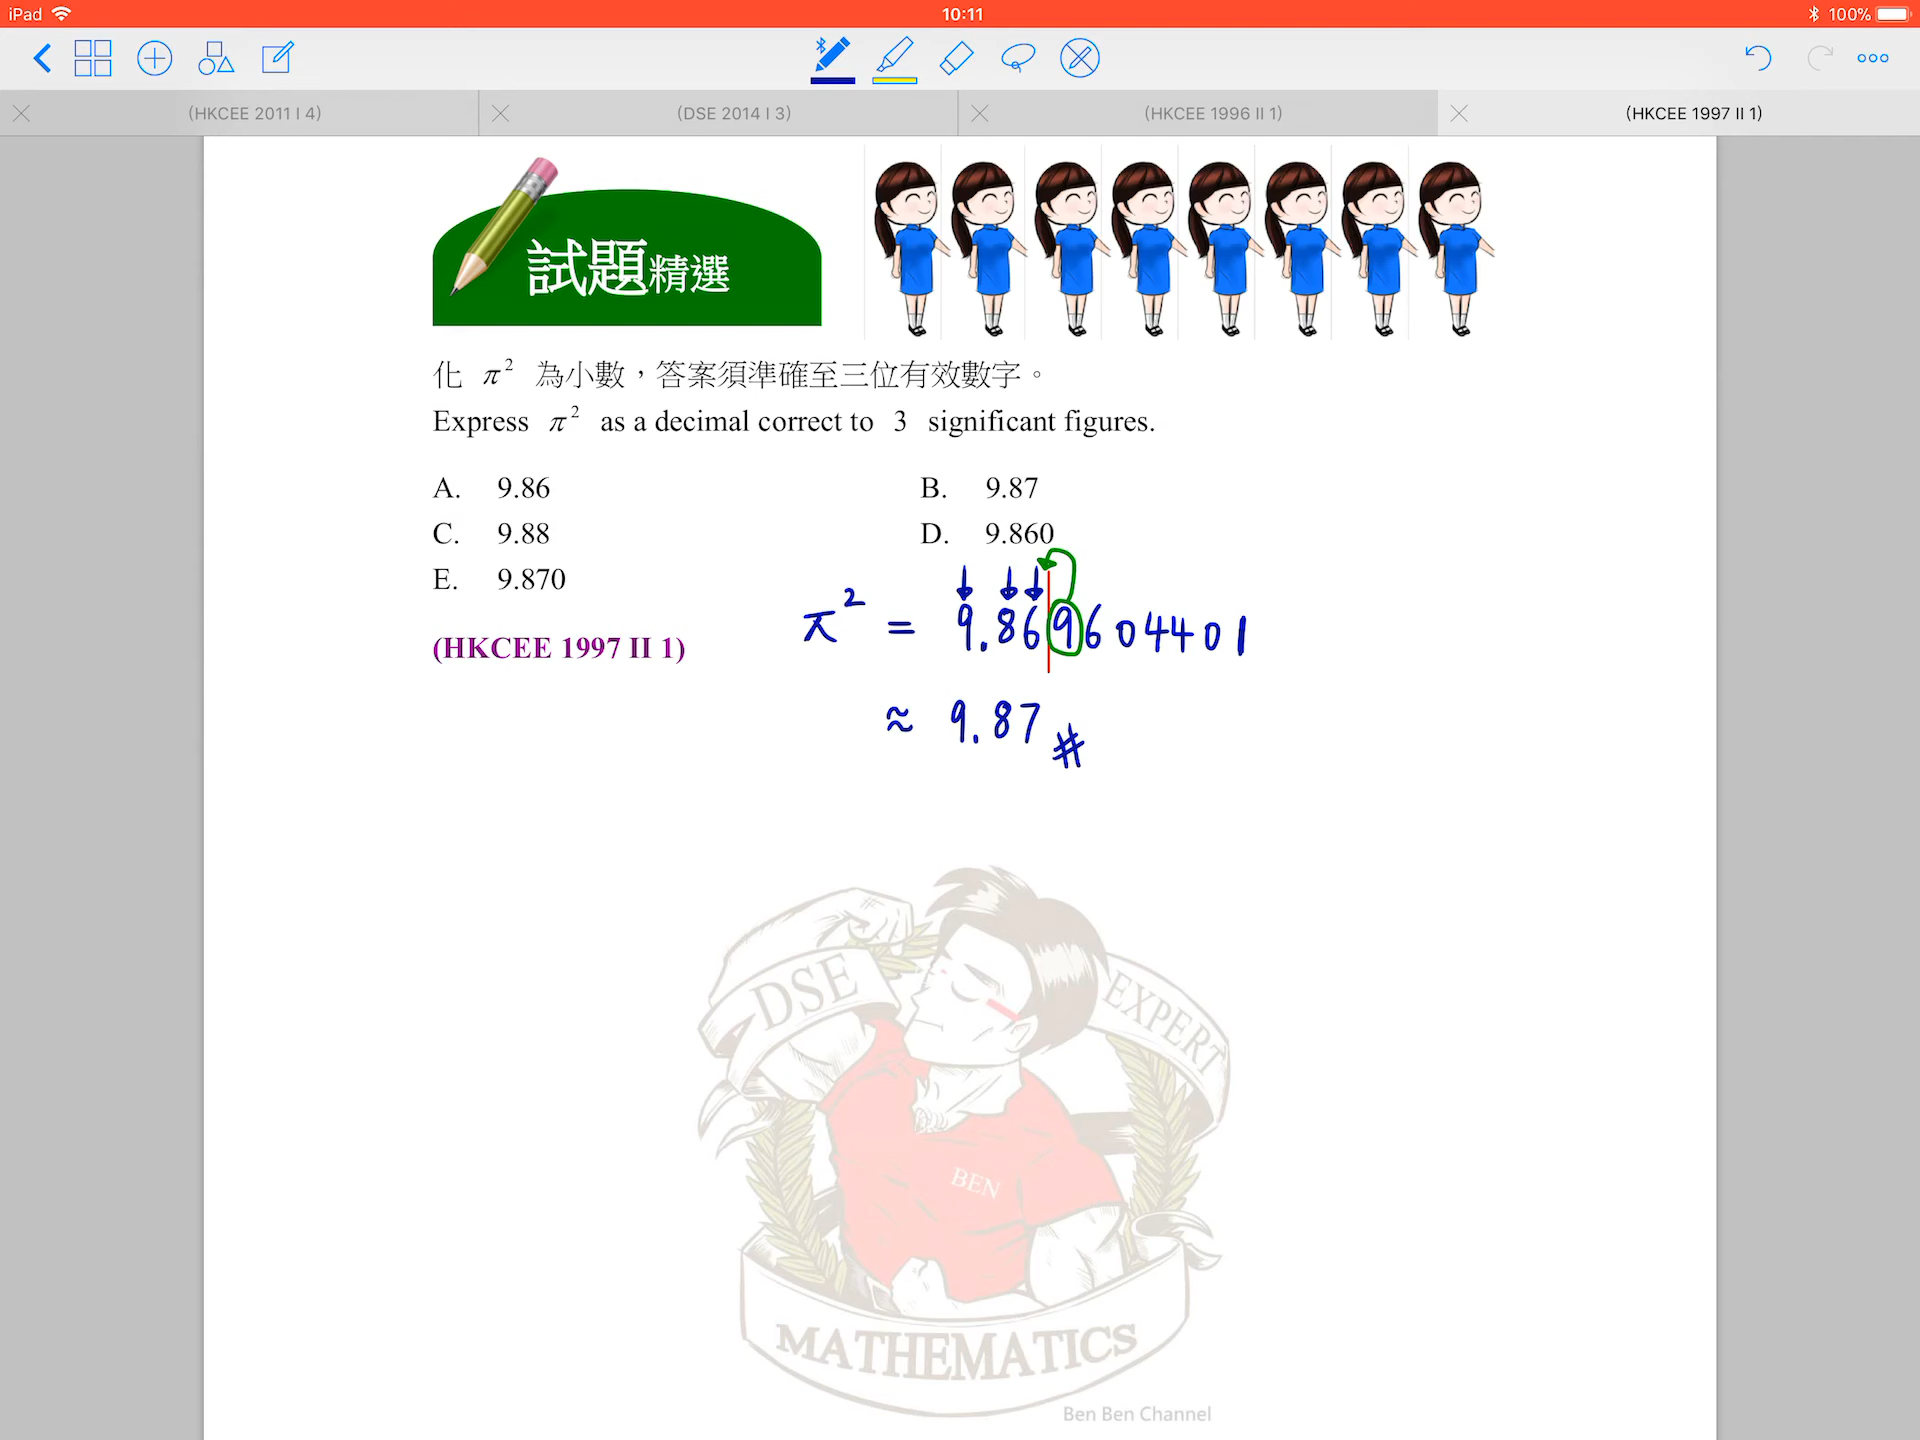 iPad 10:11 100%
(HKCEE 2011 I 4) (DSE 2014 I 3) (HKCEE 1996 II 1) (HKCEE 1997 II 1)
試題精選
化 π² 為小數，答案須準確至三位有效數字。
Express π² as a decimal correct to 3 significant figures.
A. 9.86 B. 9.87
C. 9.88 D. 9.860
E. 9.870
π² = 9.869604401
(HKCEE 1997 II 1)
≈ 9.87 #
DSE EXPERT
BEN
MATHEMATICS
Ben Ben Channel